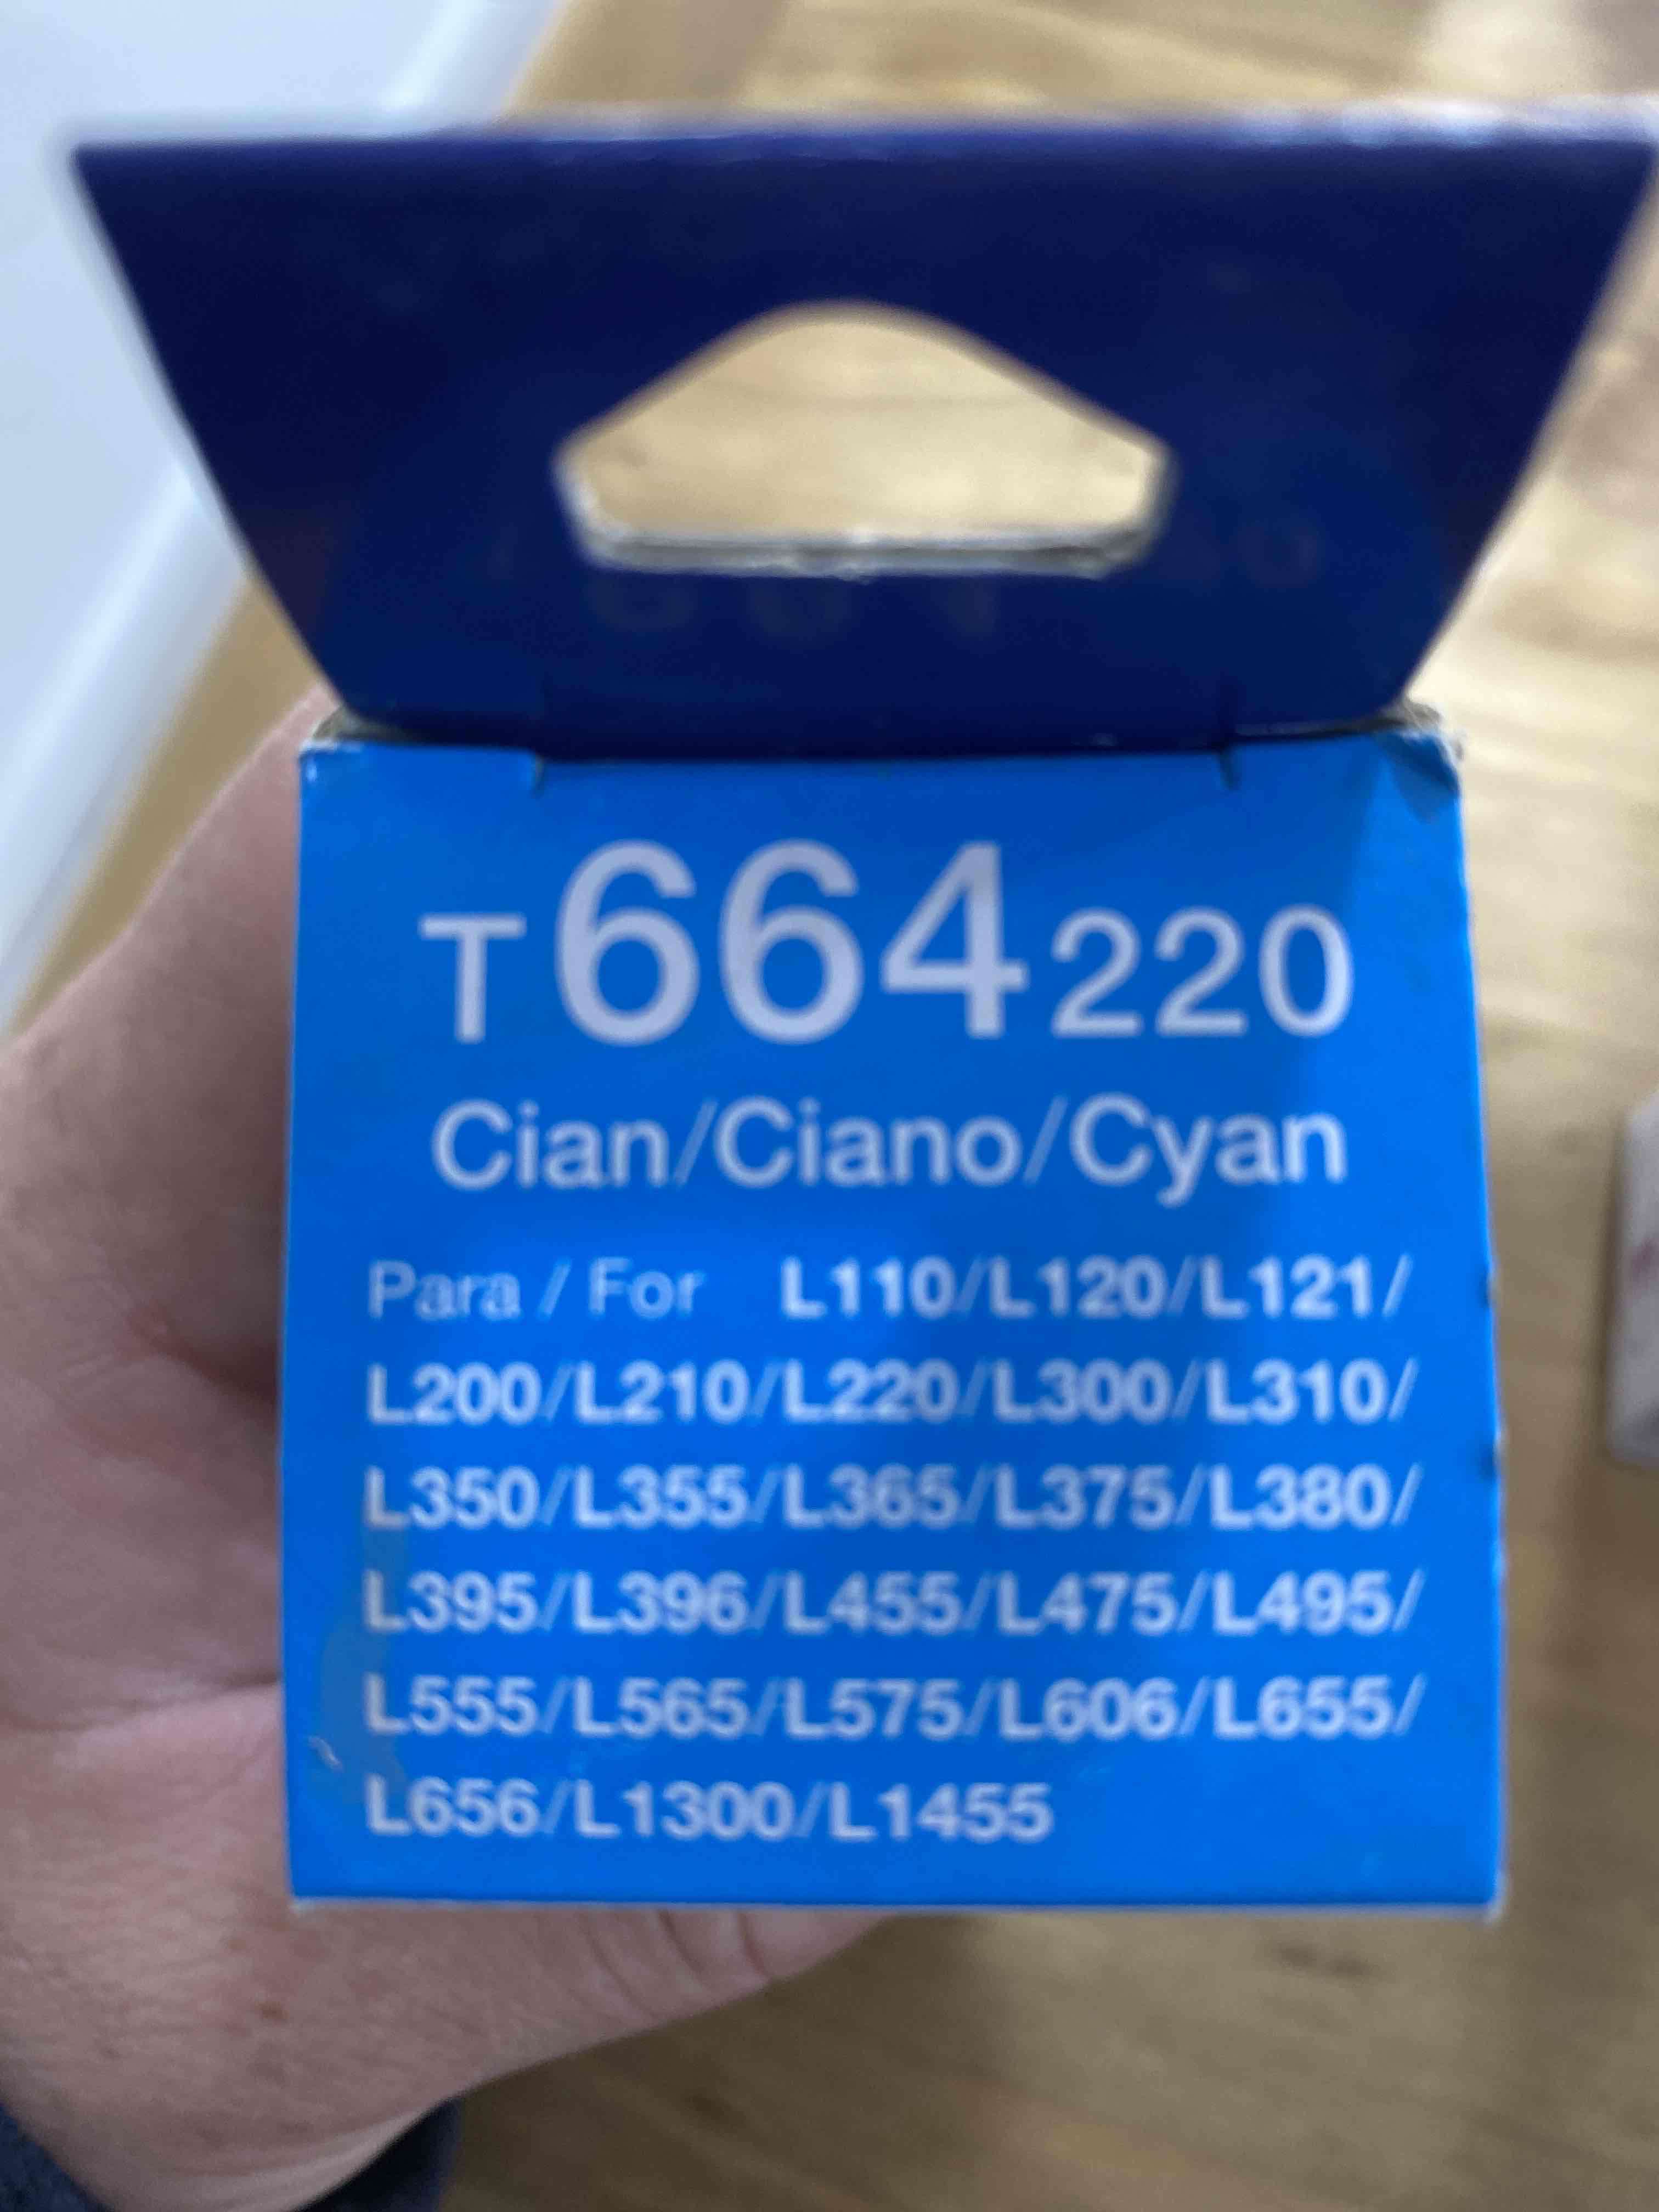 T664220
Cian/Ciano/Cyan
Para / For L110/L120/L121/
L200/L210/L220/L300/L310/
L350/L355/L365/L375/L380/
L395/L396/L455/L475/L495/
L555/L565/L575/L606/L655/
L656/L1300/L1455